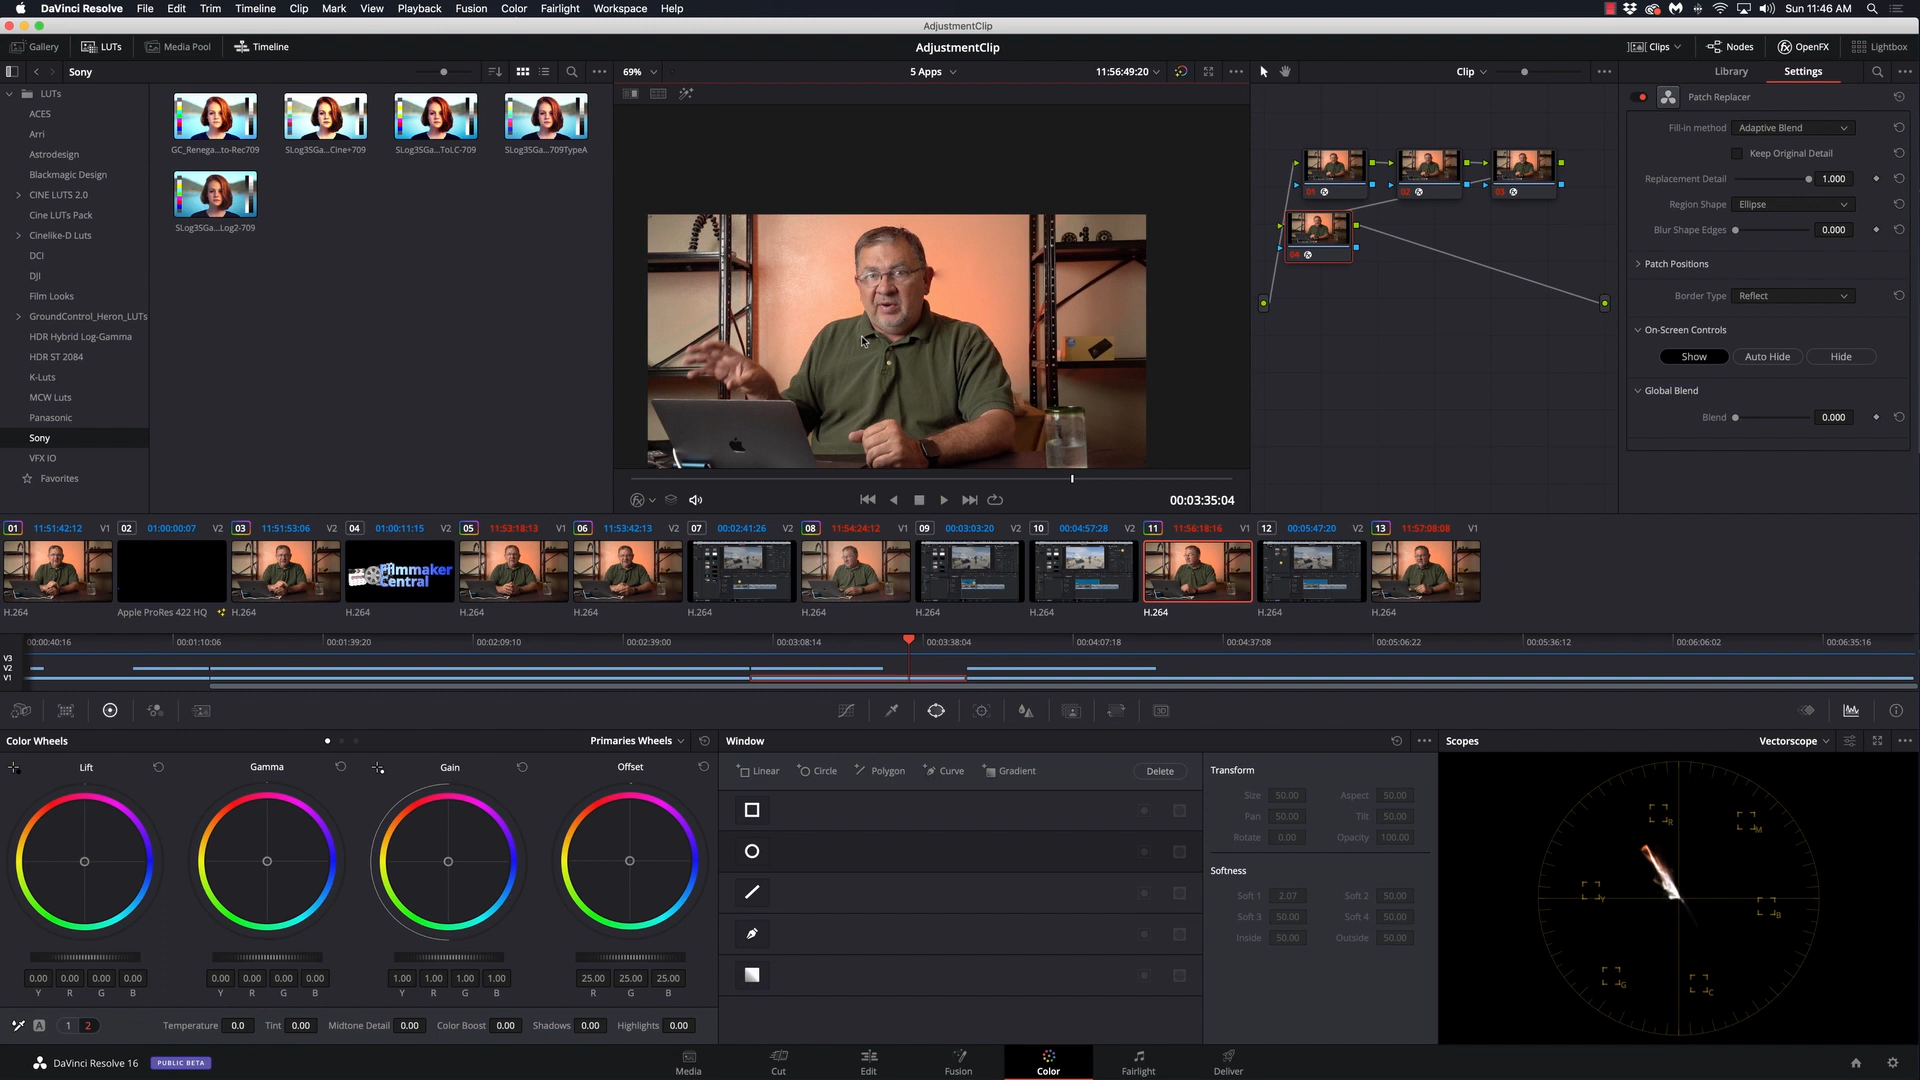 DaVinci Resolve File Edit Trim Timeline Clip Mark View Playback Fusion Color Fairlight Workspace Help Sun 11:46 AM
AdjustmentClip
Gallery LUTs Media Pool Timeline AdjustmentClip Clips Nodes OpenFX Lightbox
Sony 69% 5 Apps 11:56:49:20 Clip Library Settings
LUTs
ACES
Arri
Astrodesign
Blackmagic Design
CINE LUTS 2.0
Cine LUTs Pack
Cinelike-D Luts
DCI
DJI
Film Looks
GroundControl_Heron_LUTs
HDR Hybrid Log-Gamma
HDR ST 2084
K-Luts
MCW Luts
Panasonic
Sony
VFX IO
Favorites
GC_Renega...to-Rec709 SLog3SGa...Cine+709 SLog3SGa...ToLC-709 SLog3SGa...709TypeA
SLog3SGa...Log2-709
01 02 03
04
Patch Replacer
Fill-in method Adaptive Blend
Keep Original Detail
Replacement Detail 1.000
Region Shape Ellipse
Blur Shape Edges 0.000
Patch Positions
Border Type Reflect
On-Screen Controls
Show Auto Hide Hide
Global Blend
Blend 0.000
00:03:35:04
01 11:51:42:12 V1 02 01:00:00:07 V2 03 11:51:53:06 V2 04 01:00:11:15 V2 05 11:53:18:13 V1 06 11:53:42:13 V2 07 00:02:41:26 V2 08 11:54:24:12 V1 09 00:03:03:20 V2 10 00:04:57:28 V2 11 11:56:18:16 V1 12 00:05:47:20 V2 13 11:57:08:08 V1
Filmmaker
Central
H.264 Apple ProRes 422 HQ H.264 H.264 H.264 H.264 H.264 H.264 H.264 H.264 H.264 H.264 H.264
00:00:40:16 00:01:10:06 00:01:39:20 00:02:09:10 00:02:39:00 00:03:08:14 00:03:38:04 00:04:07:18 00:04:37:08 00:05:06:22 00:05:36:12 00:06:06:02 00:06:35:16
V3
V2
V1
Color Wheels Primaries Wheels
Lift Gamma Gain Offset
0.00 0.00 0.00 0.00 0.00 0.00 0.00 0.00 1.00 1.00 1.00 1.00 25.00 25.00 25.00
Y R G B Y R G B Y R G B R G B
A 1 2 Temperature 0.0 Tint 0.00 Midtone Detail 0.00 Color Boost 0.00 Shadows 0.00 Highlights 0.00
Window
Linear Circle Polygon Curve Gradient Delete
Transform
Size 50.00 Aspect 50.00
Pan 50.00 Tilt 50.00
Rotate 0.00 Opacity 100.00
Softness
Soft 1 2.07 Soft 2 50.00
Soft 3 50.00 Soft 4 50.00
Inside 50.00 Outside 50.00
Scopes Vectorscope
R M
Y B
G C
DaVinci Resolve 16 PUBLIC BETA Media Cut Edit Fusion Color Fairlight Deliver